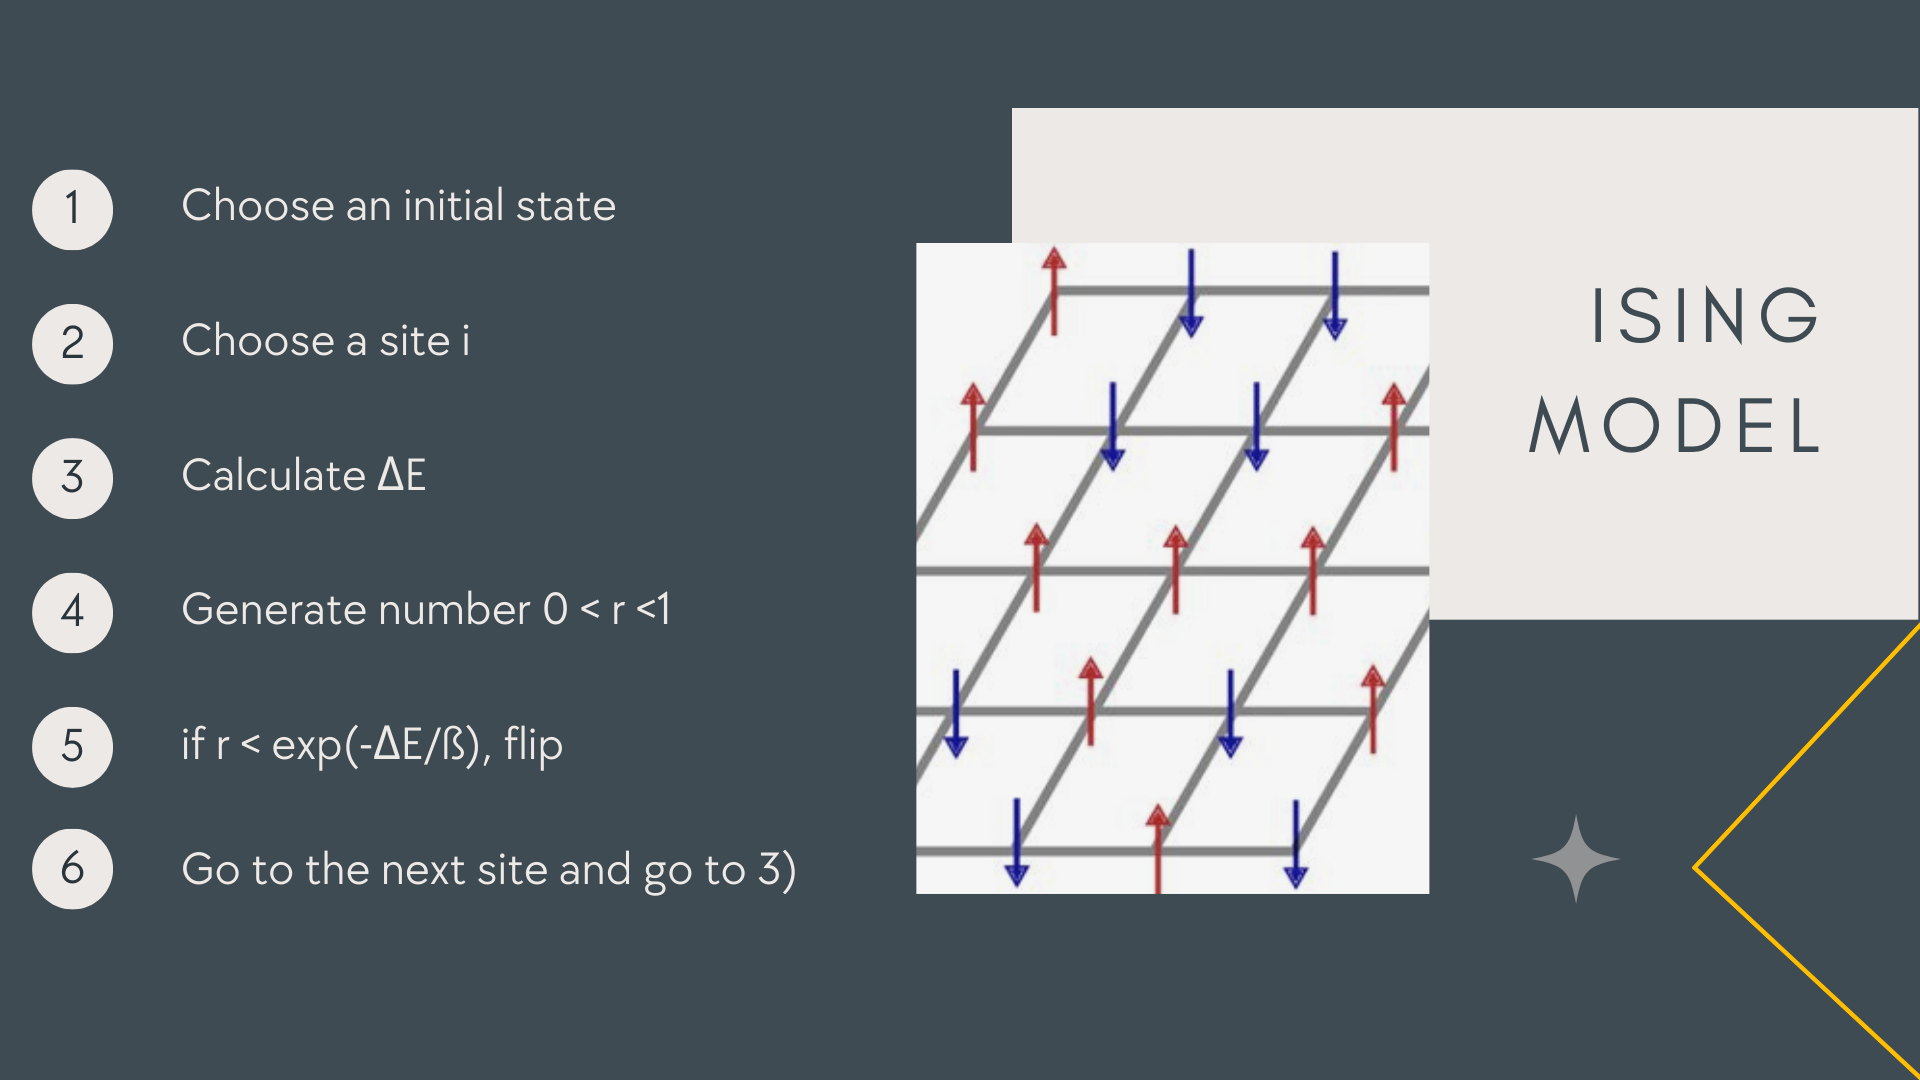 1 Choose an initial state
2 Choose a site i
3 Calculate ΔE
4 Generate number 0 < r <1
5 if r < exp(-ΔE/ß), flip
6 Go to the next site and go to 3)
ISING
MODEL